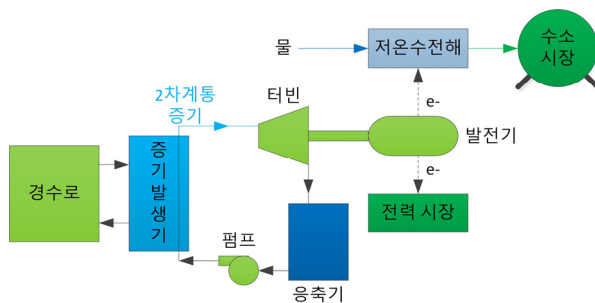 물
저온수전해
수소
시장
2차계통
증기
터빈
e-
발전기
경수로
증
기
발
생
기
e-
전력 시장
펌프
응축기